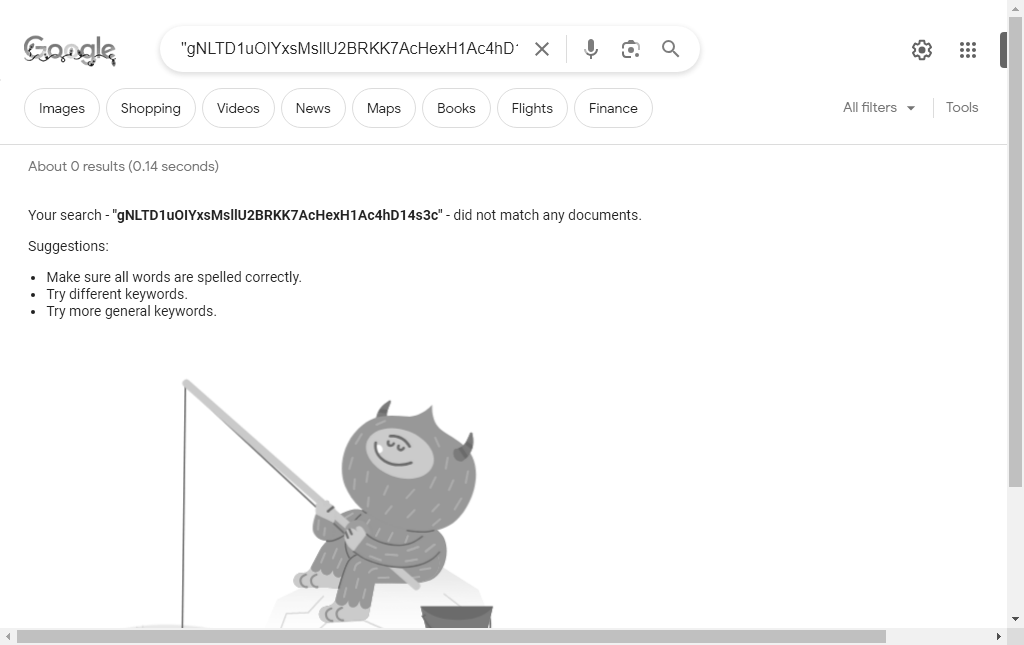 Google
"gNLTD1uOIYxsMsllU2BRKK7AcHexH1Ac4hD1
Images Shopping Videos News Maps Books Flights Finance All filters Tools
About 0 results (0.14 seconds)
Your search - "gNLTD1uOIYxsMsllU2BRKK7AcHexH1Ac4hD14s3c" - did not match any documents.
Suggestions:
Make sure all words are spelled correctly.
Try different keywords.
Try more general keywords.